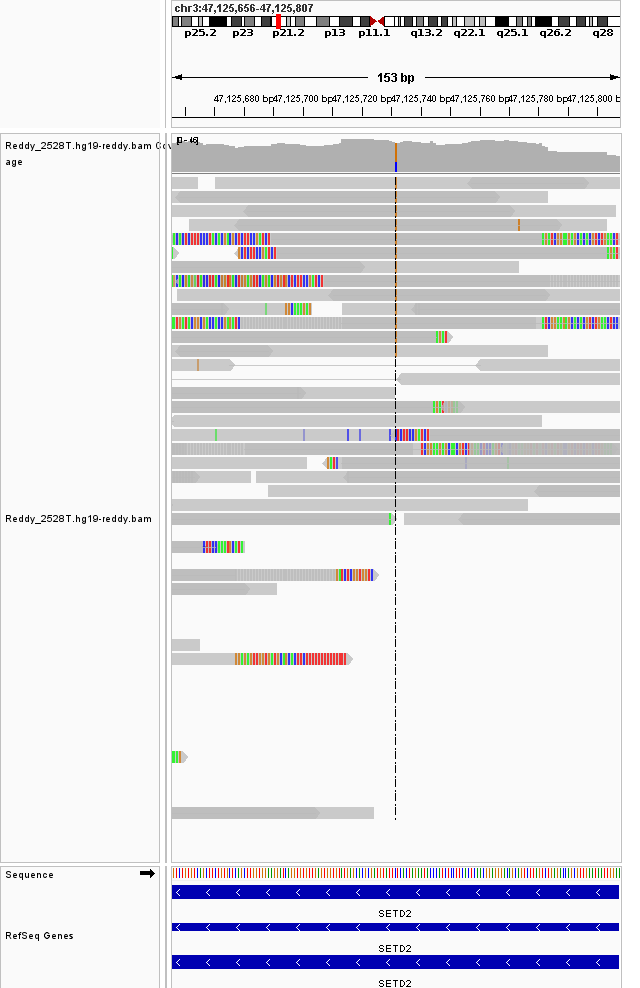 chr3:47,125,656-47,125,807
p25.2 p23 p21.2 p13 p11.1 q13.2 q22.1 q25.1 q26.2 q28
153 bp
47,125,680 bp 47,125,700 bp 47,125,720 bp 47,125,740 bp 47,125,760 bp 47,125,780 bp 47,125,800 b
Reddy_2528T.hg19-reddy.bam Cov
age
Reddy_2528T.hg19-reddy.bam
Sequence
SETD2
RefSeq Genes
SETD2
SETD2